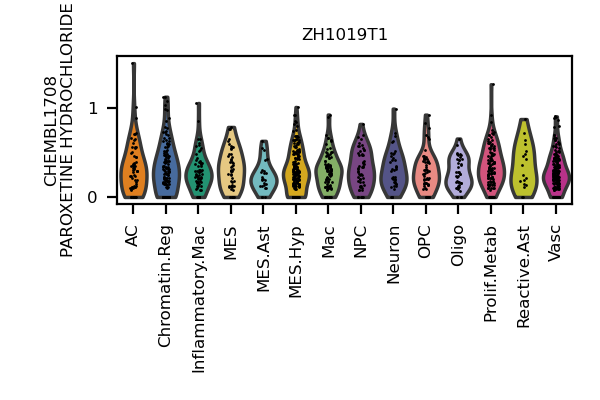 ZH1019T1
CHEMBL1708
PAROXETINE HYDROCHLORIDE
1
0
AC
Chromatin.Reg
Inflammatory.Mac
MES
MES.Ast
MES.Hyp
Mac
NPC
Neuron
OPC
Oligo
Prolif.Metab
Reactive.Ast
Vasc